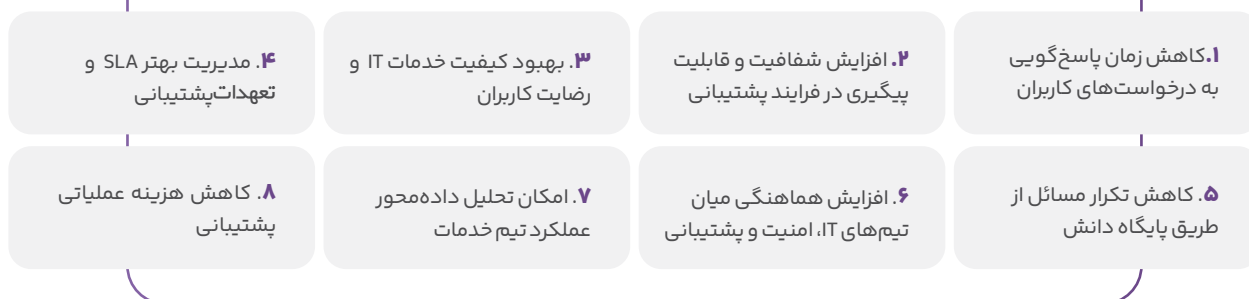 ۱.کاهش زمان پاسخ‌گویی
به درخواست‌های کاربران
۲. افزایش شفافیت و قابلیت
پیگیری در فرایند پشتیبانی
۳. بهبود کیفیت خدمات IT و
رضایت کاربران
۴. مدیریت بهتر SLA و
تعهدات‌پشتیبانی
۵. کاهش تکرار مسائل از
طریق پایگاه دانش
۶. افزایش هماهنگی میان
تیم‌های IT، امنیت و پشتیبانی
۷. امکان تحلیل داده‌محور
عملکرد تیم خدمات
۸. کاهش هزینه عملیاتی
پشتیبانی